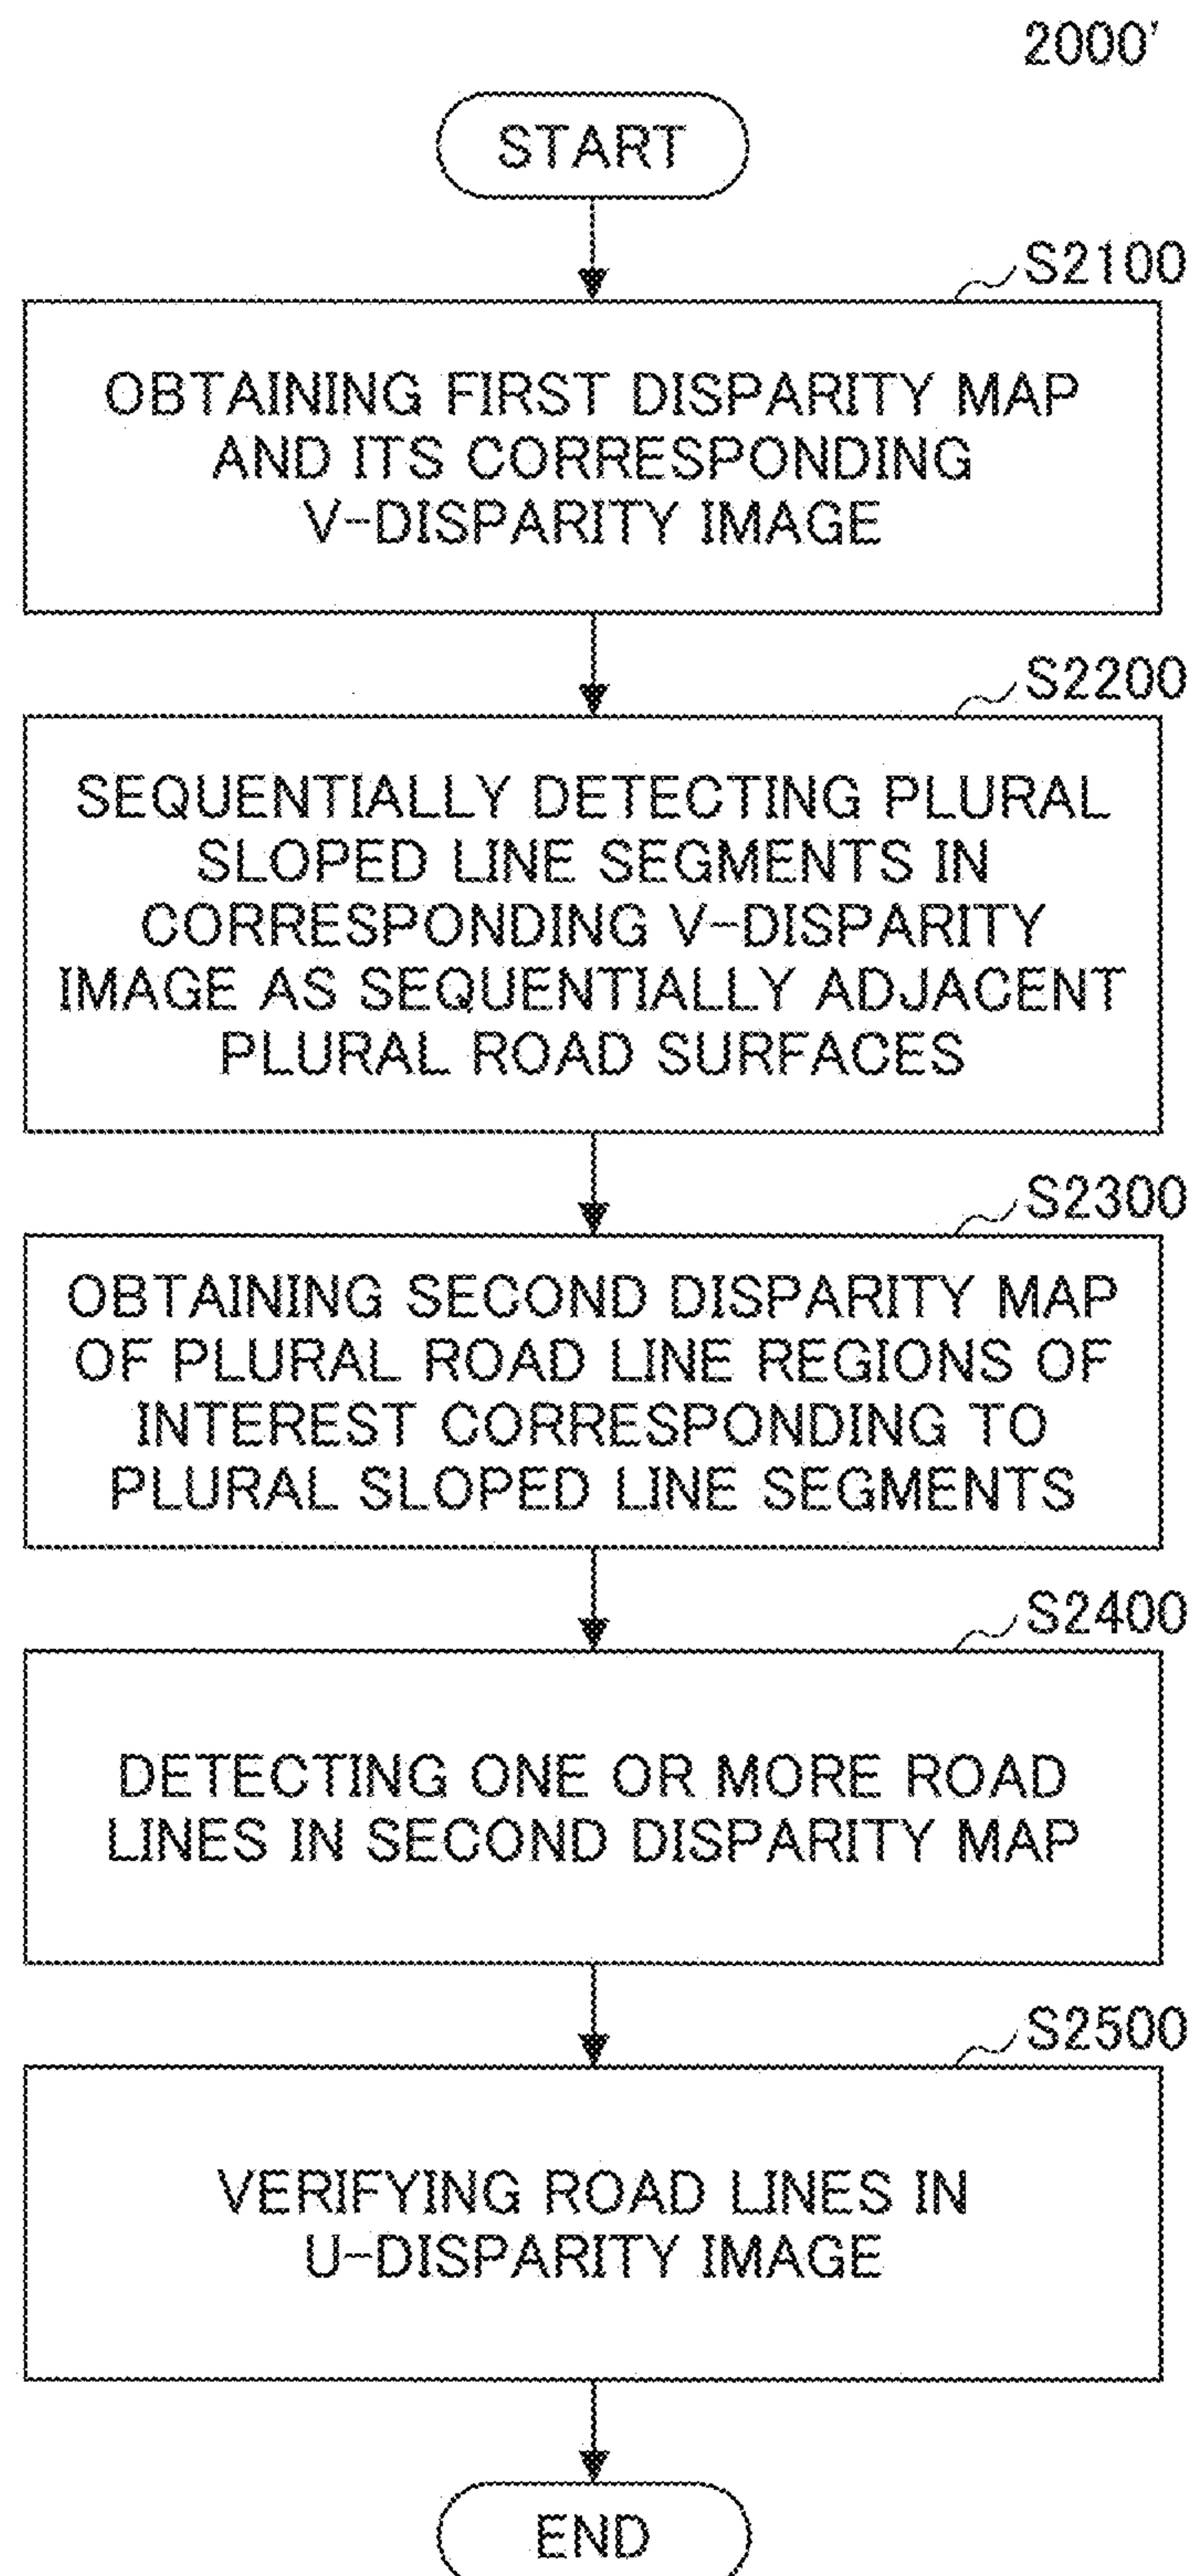 2000'
START
S2100
OBTAINING FIRST DISPARITY MAP
AND ITS CORRESPONDING
V-DISPARITY IMAGE
S2200
SEQUENTIALLY DETECTING PLURAL
SLOPED LINE SEGMENTS IN
CORRESPONDING V-DISPARITY
IMAGE AS SEQUENTIALLY ADJACENT
PLURAL ROAD SURFACES
S2300
OBTAINING SECOND DISPARITY MAP
OF PLURAL ROAD LINE REGIONS OF
INTEREST CORRESPONDING TO
PLURAL SLOPED LINE SEGMENTS
S2400
DETECTING ONE OR MORE ROAD
LINES IN SECOND DISPARITY MAP
S2500
VERIFYING ROAD LINES IN
U-DISPARITY IMAGE
END